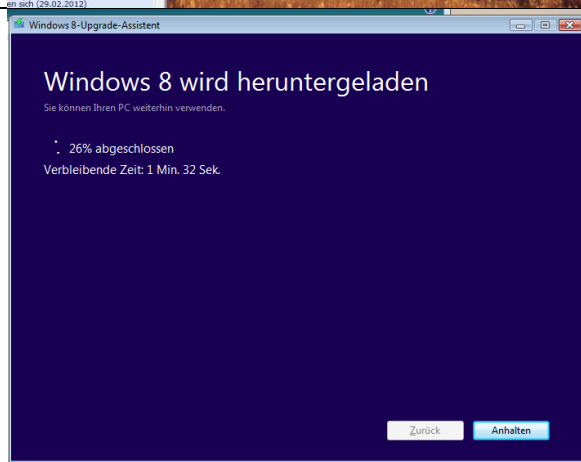 en sich (29.02.2012)
Windows 8-Upgrade-Assistent
Windows 8 wird heruntergeladen
Sie können Ihren PC weiterhin verwenden.
26% abgeschlossen
Verbleibende Zeit: 1 Min. 32 Sek.
Zurück
Anhalten